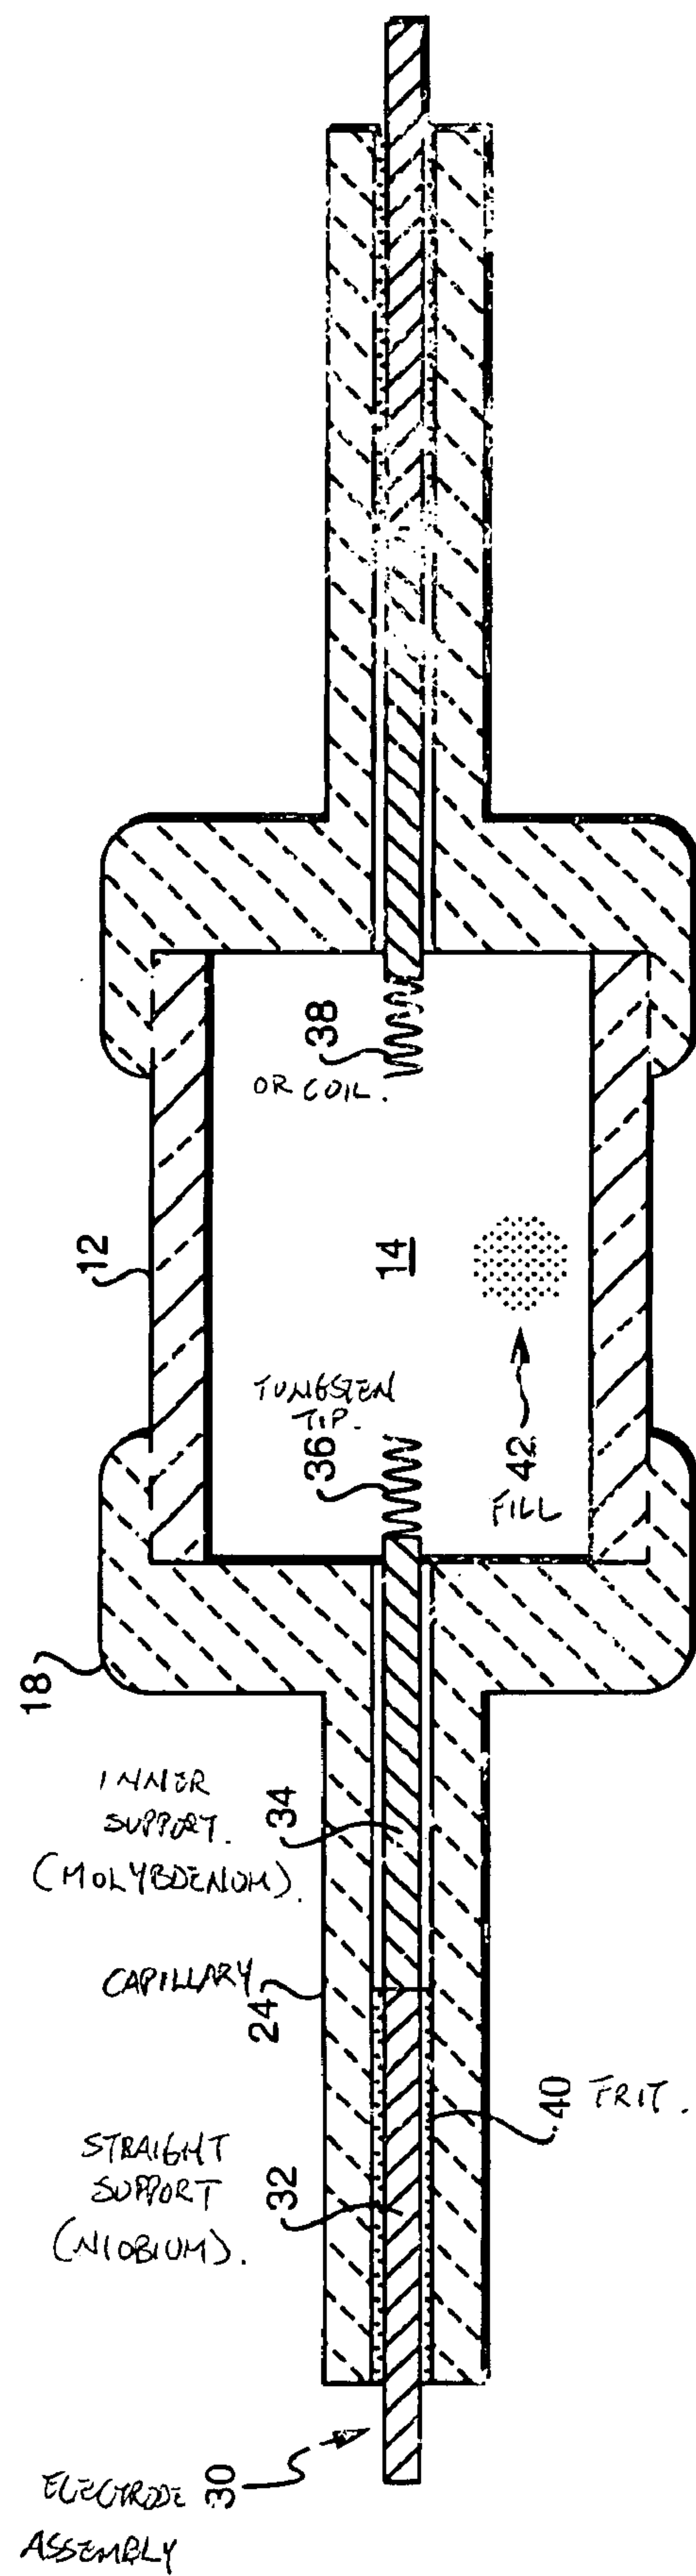 38
OR COIL.
12
14
TUNGSTEN
TIP.
36
42
FILL
18
INNER
SUPPORT.
(MOLYBDENUM).
34
CAPILLARY
24
40 FRIT.
STRAIGHT
SUPPORT
(NIOBIUM).
32
ELECTRODE
ASSEMBLY
30